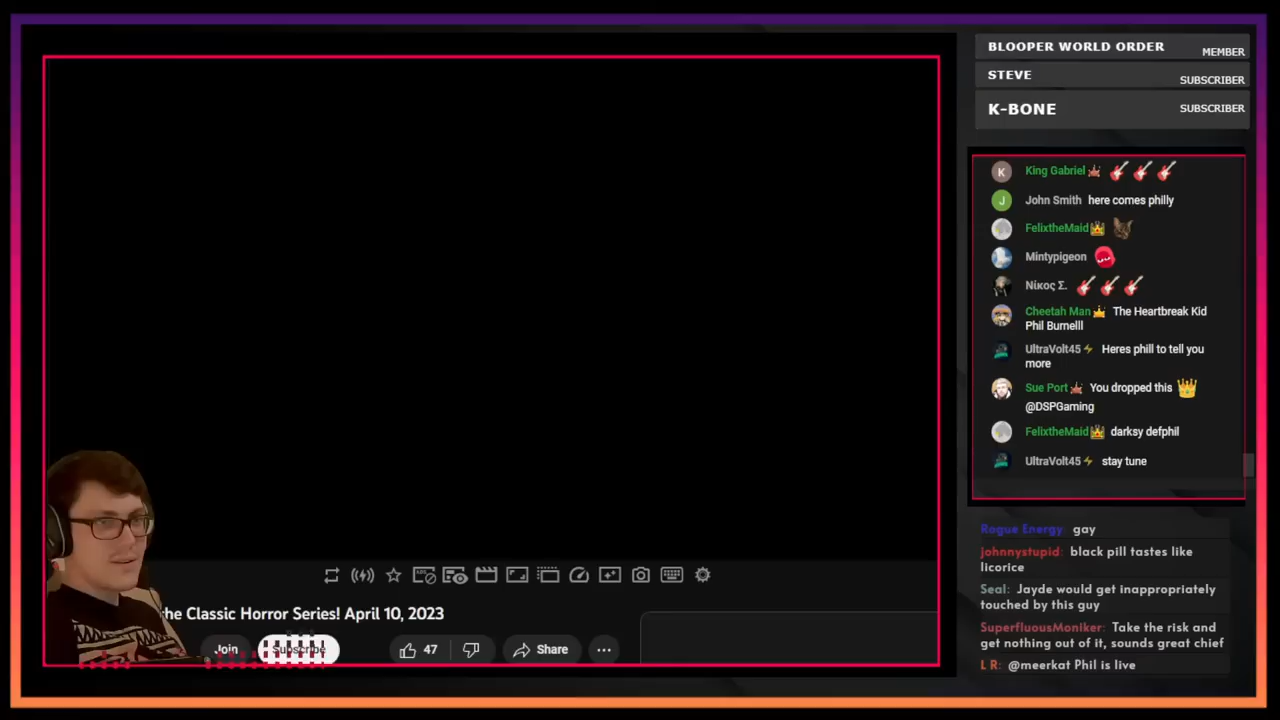 BLOOPER WORLD ORDER MEMBER
STEVE SUBSCRIBER
K-BONE SUBSCRIBER
K King Gabriel
J John Smith here comes philly
FelixtheMaid
Mintypigeon
Νίκος Σ.
Cheetah Man The Heartbreak Kid
Phil Burnelll
UltraVolt45 Heres phill to tell you
more
Sue Port You dropped this
@DSPGaming
FelixtheMaid darksy defphil
UltraVolt45 stay tune
Rogue Energy gay
johnnystupid: black pill tastes like
licorice
Seal: Jayde would get inappropriately
touched by this guy
SuperfluousMoniker: Take the risk and
get nothing out of it, sounds great chief
L R: @meerkat Phil is live
he Classic Horror Series! April 10, 2023
Join Subscribe 47 Share